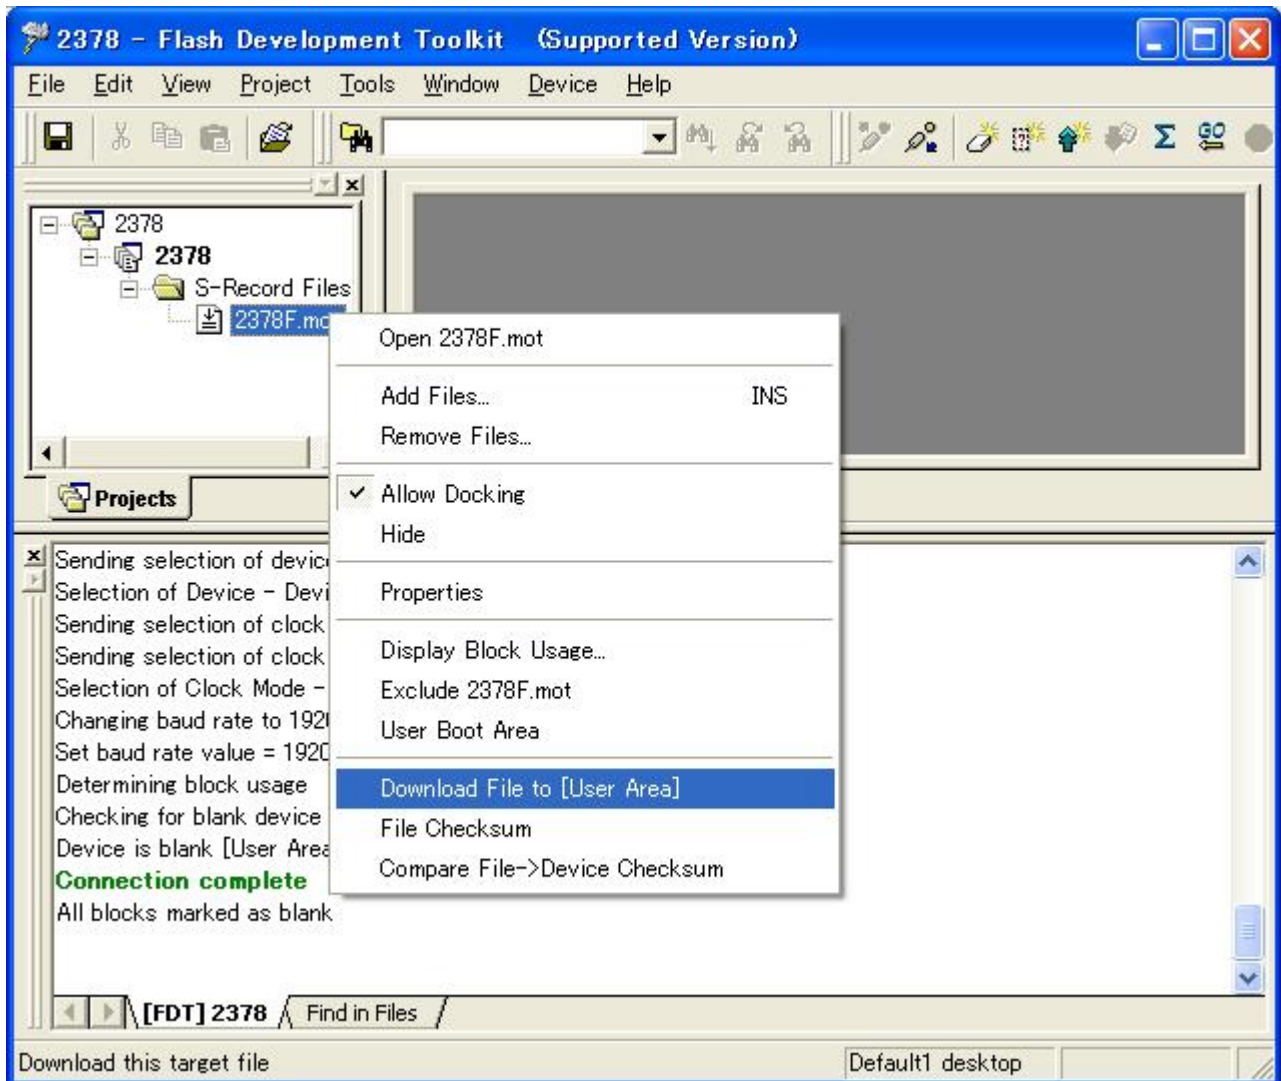 2378 - Flash Development Toolkit (Supported Version)
File Edit View Project Tools Window Device Help
GO
2378
2378
S-Record Files
2378F.mo
Projects
Open 2378F.mot
Add Files... INS
Remove Files...
Allow Docking
Hide
Properties
Display Block Usage...
Exclude 2378F.mot
User Boot Area
Download File to [User Area]
File Checksum
Compare File->Device Checksum
Sending selection of device
Selection of Device - Devi
Sending selection of clock
Sending selection of clock
Selection of Clock Mode -
Changing baud rate to 1920
Set baud rate value = 1920
Determining block usage
Checking for blank device
Device is blank [User Area
Connection complete
All blocks marked as blank
[FDT] 2378 Find in Files
Download this target file Default1 desktop